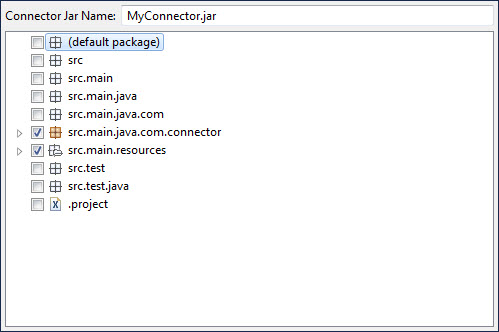 Connector Jar Name: MyConnector.jar
(default package)
src
src.main
src.main.java
src.main.java.com
src.main.java.com.connector
src.main.resources
src.test
src.test.java
.project